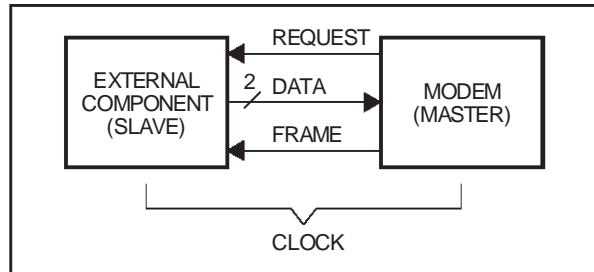 REQUEST
EXTERNAL
COMPONENT
(SLAVE)
2
DATA
MODEM
(MASTER)
FRAME
CLOCK